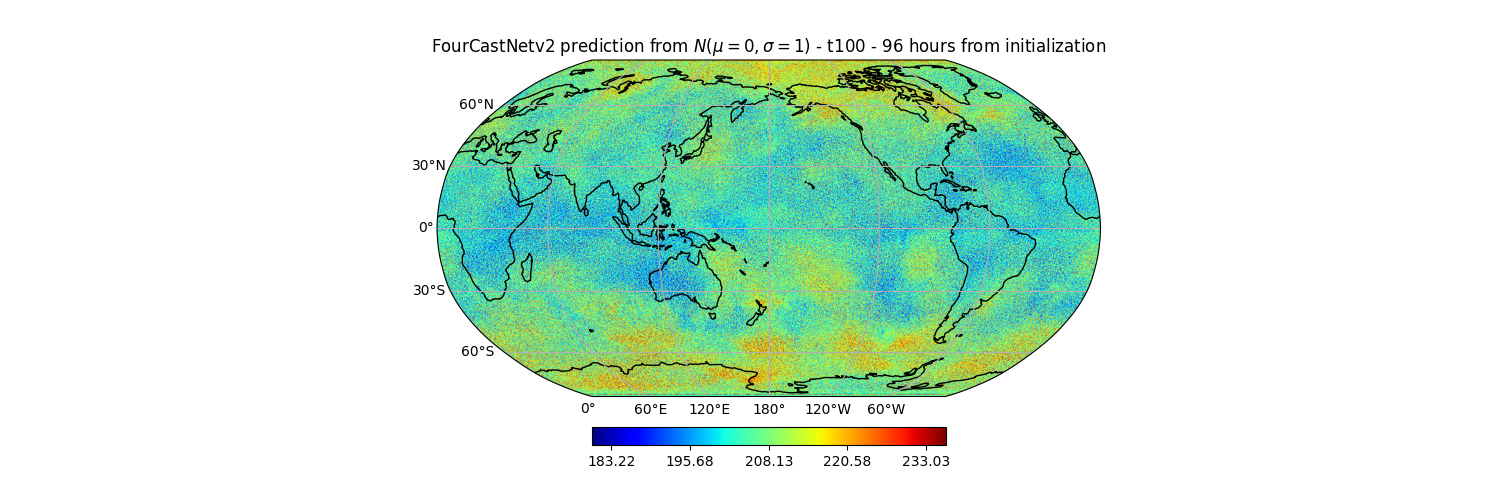 FourCastNetv2 prediction from N(μ = 0, σ = 1) - t100 - 96 hours from initialization
60°N
30°N
0°
30°S
60°S
0° 60°E 120°E 180° 120°W 60°W
183.22 195.68 208.13 220.58 233.03